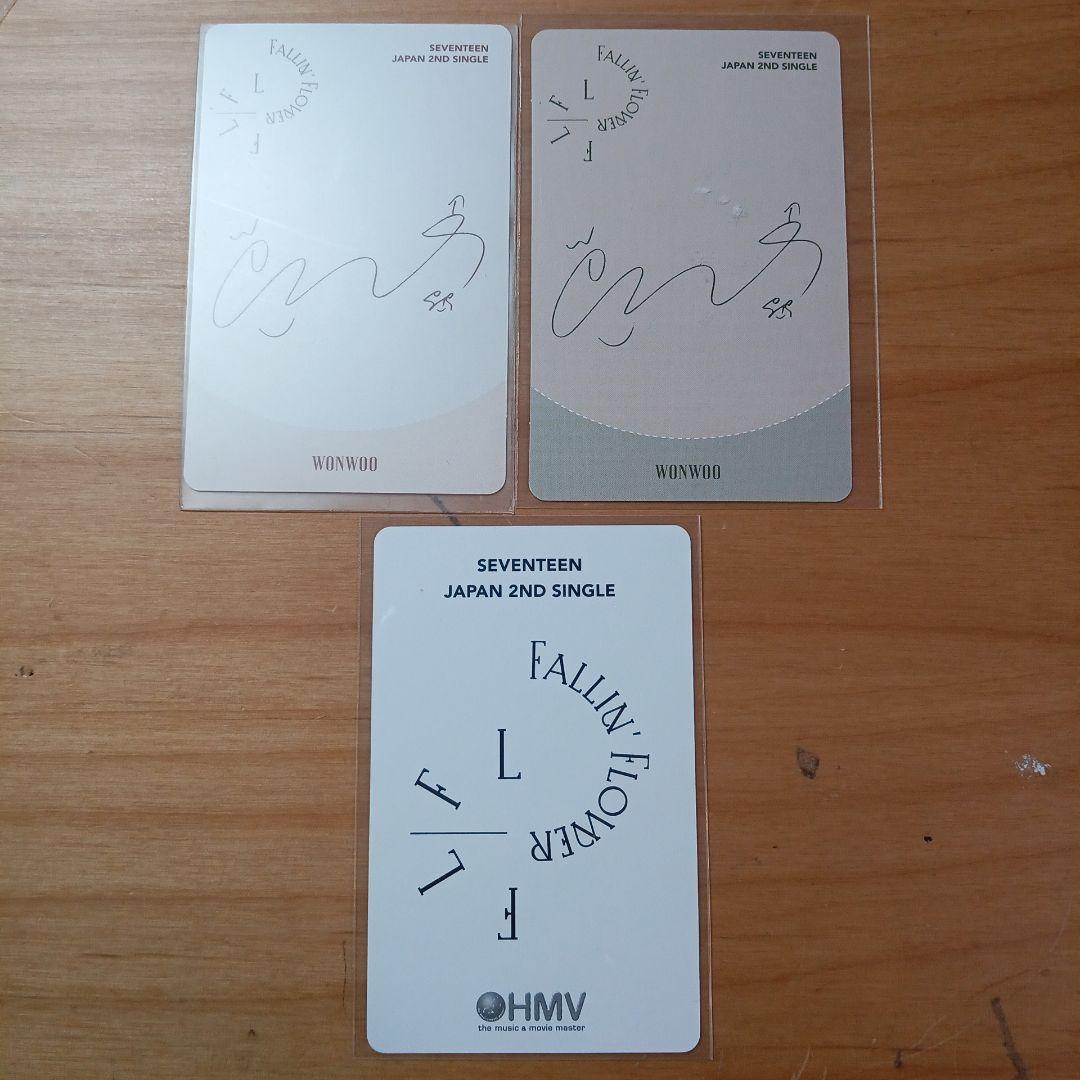 SEVENTEEN
JAPAN 2ND SINGLE
FALLIN' FLOWER
L
F
L
F
WONWOO
SEVENTEEN
JAPAN 2ND SINGLE
FALLIN' FLOWER
L
F
L
F
WONWOO
SEVENTEEN
JAPAN 2ND SINGLE
FALLIN' FLOWER
L
F
L
F
HMV
the music & movie master